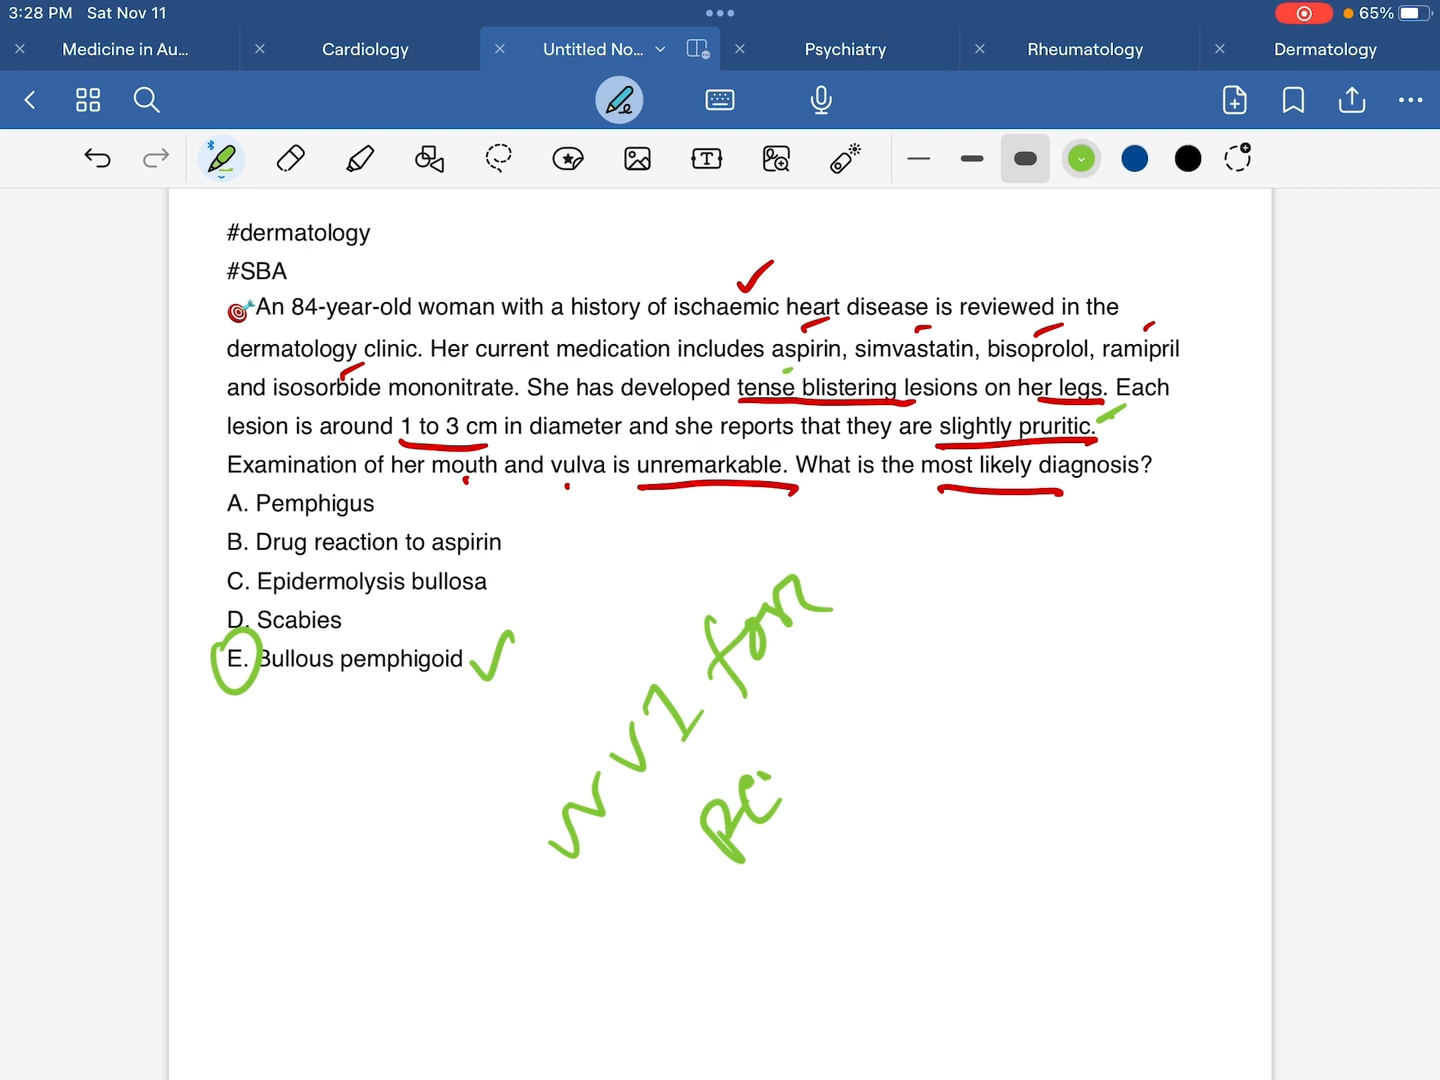 3:28 PM Sat Nov 11
65%
Medicine in Au...
Cardiology
Untitled No...
Psychiatry
Rheumatology
Dermatology
#dermatology
#SBA
🎯An 84-year-old woman with a history of ischaemic heart disease is reviewed in the
dermatology clinic. Her current medication includes aspirin, simvastatin, bisoprolol, ramipril
and isosorbide mononitrate. She has developed tense blistering lesions on her legs. Each
lesion is around 1 to 3 cm in diameter and she reports that they are slightly pruritic.
Examination of her mouth and vulva is unremarkable. What is the most likely diagnosis?
A. Pemphigus
B. Drug reaction to aspirin
C. Epidermolysis bullosa
D. Scabies
E. Bullous pemphigoid
for